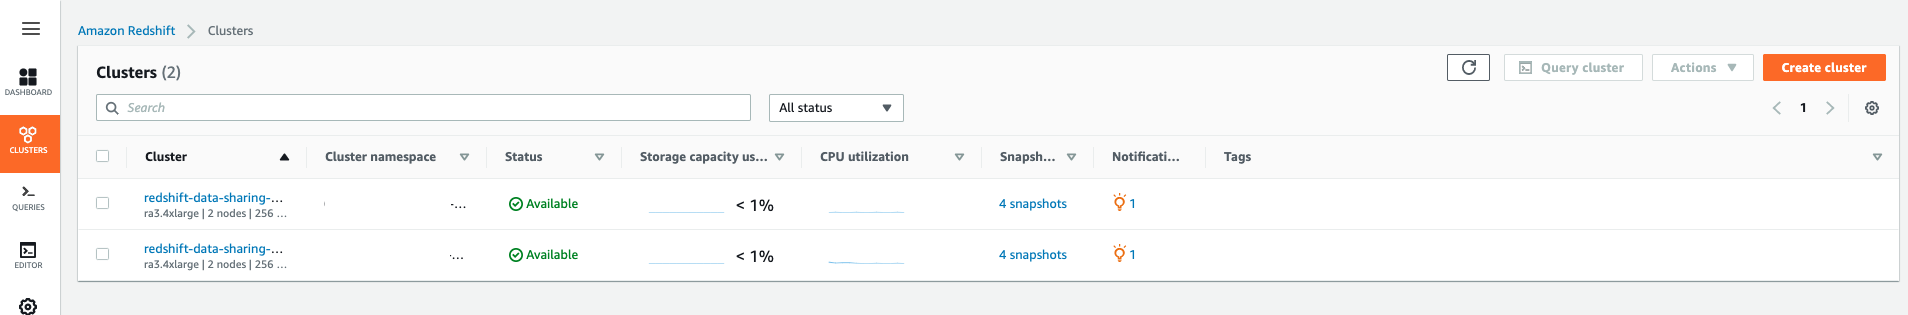 Amazon Redshift > Clusters
Clusters (2)
Query cluster
Actions
Create cluster
Search
All status
1
DASHBOARD
CLUSTERS
QUERIES
EDITOR
Cluster Cluster namespace Status Storage capacity us... CPU utilization Snapsh... Notificati... Tags
redshift-data-sharing-... -... Available < 1% 4 snapshots 1
ra3.4xlarge | 2 nodes | 256 ...
redshift-data-sharing-... ... Available < 1% 4 snapshots 1
ra3.4xlarge | 2 nodes | 256 ...